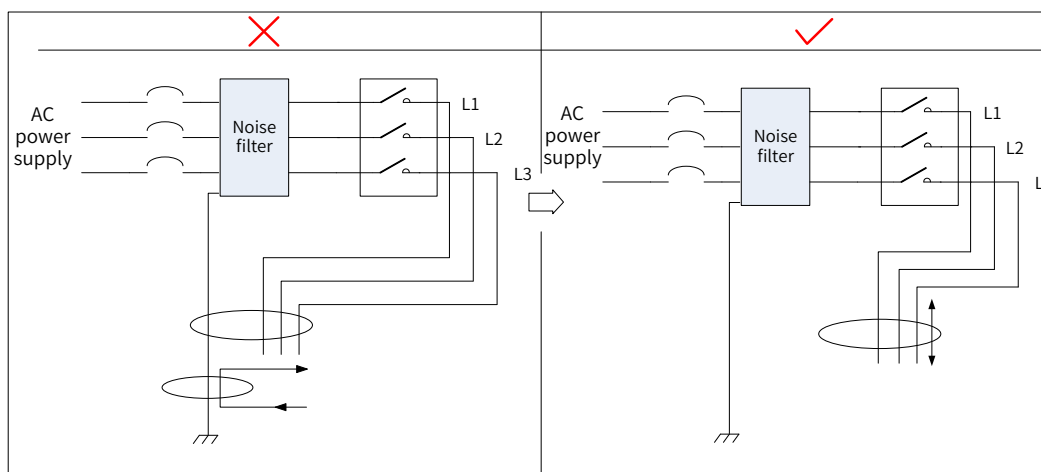 AC
power
supply
Noise
filter
L1
L2
L3
AC
power
supply
Noise
filter
L1
L2
L